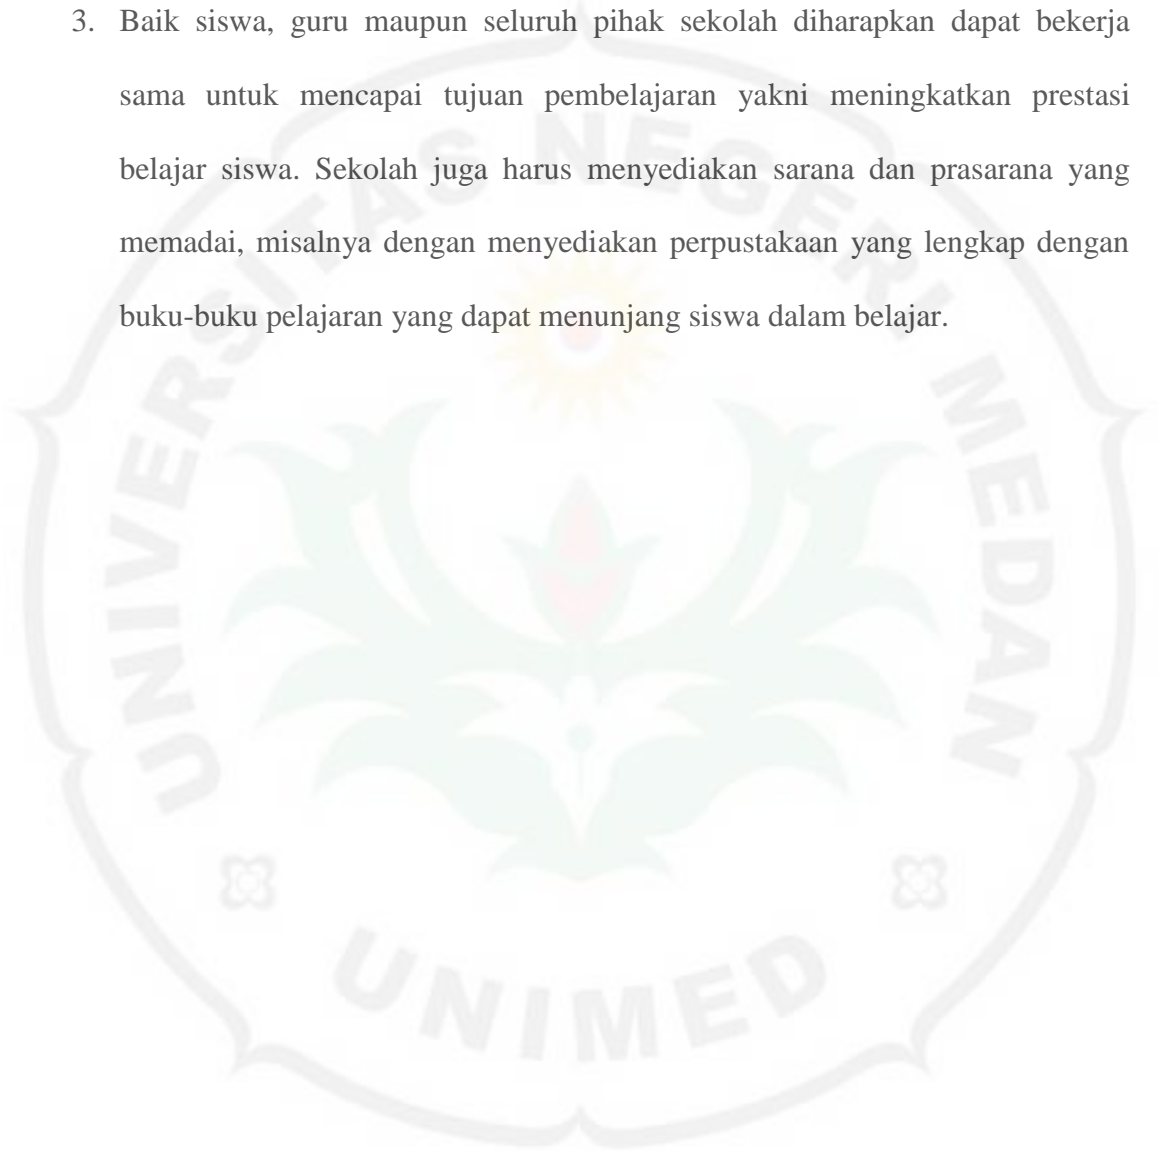 3. Baik siswa, guru maupun seluruh pihak sekolah diharapkan dapat bekerja
sama untuk mencapai tujuan pembelajaran yakni meningkatkan prestasi
belajar siswa. Sekolah juga harus menyediakan sarana dan prasarana yang
memadai, misalnya dengan menyediakan perpustakaan yang lengkap dengan
buku-buku pelajaran yang dapat menunjang siswa dalam belajar.
UNIVERSITAS NEGERI MEDAN
UNIMED